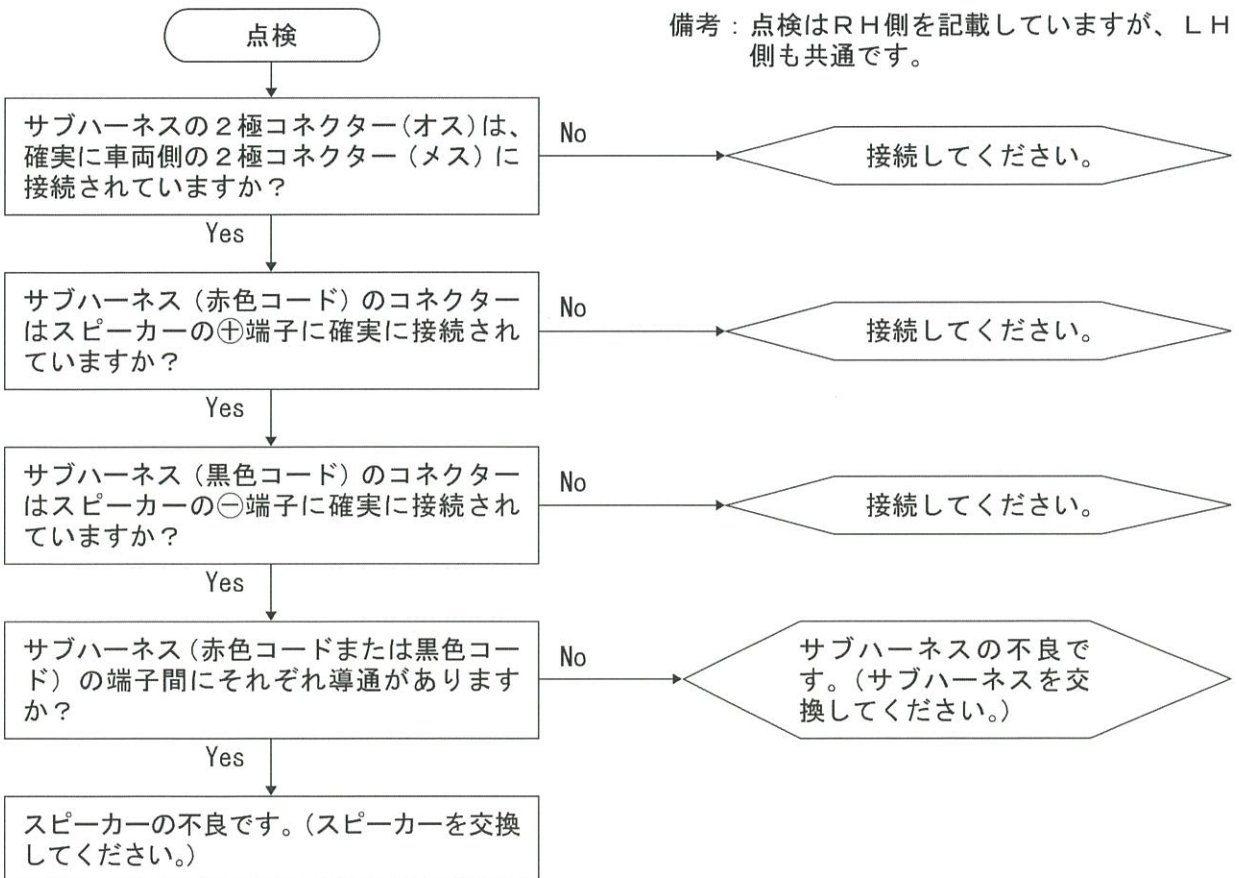 点検
備考：点検はＲＨ側を記載していますが、ＬＨ
側も共通です。
サブハーネスの２極コネクター（オス）は、
確実に車両側の２極コネクター（メス）に
接続されていますか？
No
接続してください。
Yes
サブハーネス（赤色コード）のコネクター
はスピーカーの⊕端子に確実に接続され
ていますか？
No
接続してください。
Yes
サブハーネス（黒色コード）のコネクター
はスピーカーの⊖端子に確実に接続され
ていますか？
No
接続してください。
Yes
サブハーネス（赤色コードまたは黒色コー
ド）の端子間にそれぞれ導通があります
か？
No
サブハーネスの不良で
す。（サブハーネスを交
換してください。）
Yes
スピーカーの不良です。（スピーカーを交換
してください。）